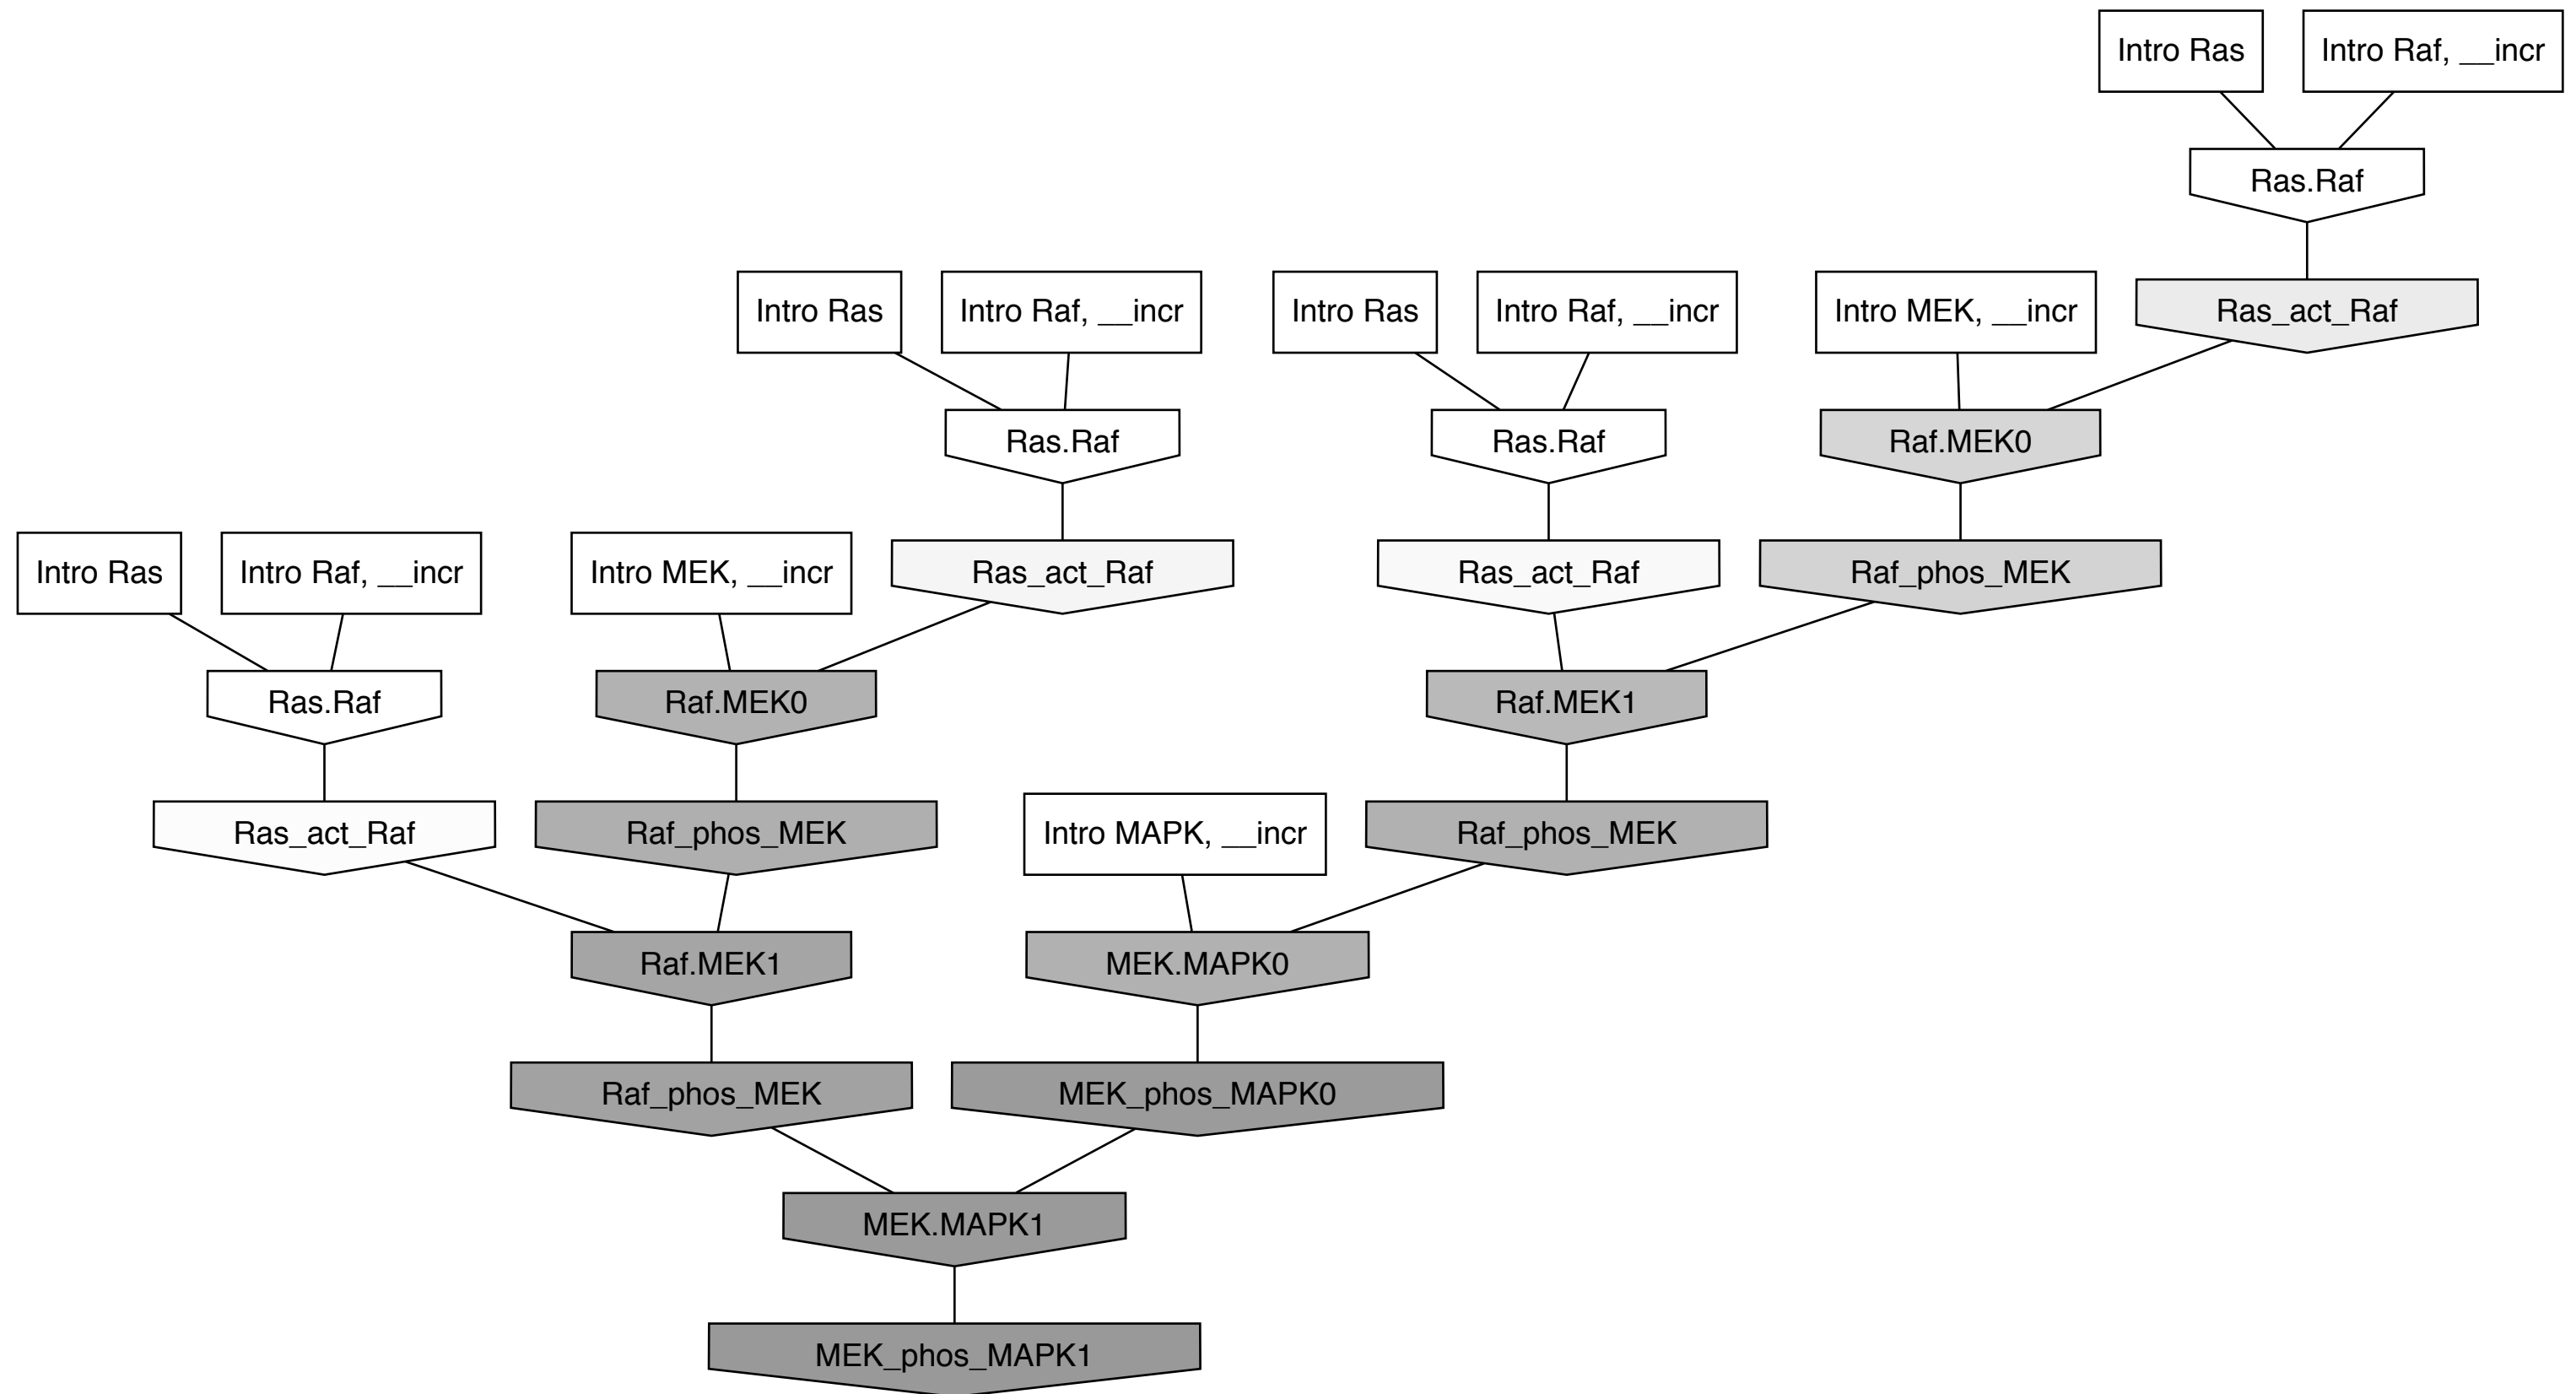 Intro Ras
Intro Raf, __incr
Ras.Raf
Intro Ras
Intro Raf, __incr
Intro Ras
Intro Raf, __incr
Intro MEK, __incr
Ras_act_Raf
Ras.Raf
Ras.Raf
Raf.MEK0
Intro Ras
Intro Raf, __incr
Intro MEK, __incr
Ras_act_Raf
Ras_act_Raf
Raf_phos_MEK
Ras.Raf
Raf.MEK0
Raf.MEK1
Ras_act_Raf
Raf_phos_MEK
Intro MAPK, __incr
Raf_phos_MEK
Raf.MEK1
MEK.MAPK0
Raf_phos_MEK
MEK_phos_MAPK0
MEK.MAPK1
MEK_phos_MAPK1